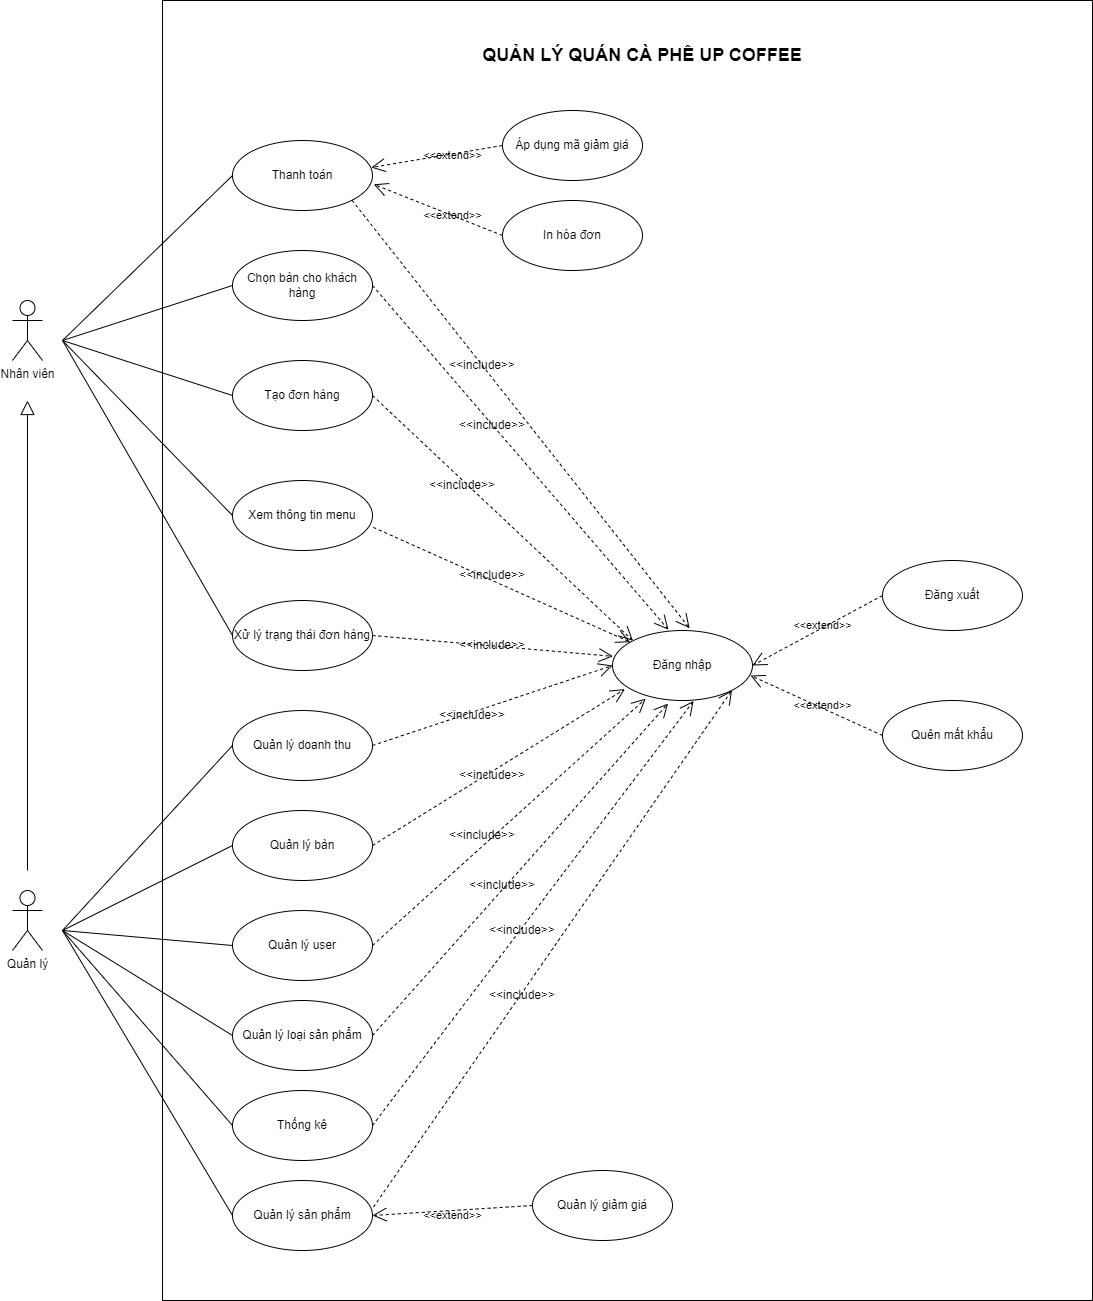 QUẢN LÝ QUÁN CÀ PHÊ UP COFFEE
Áp dụng mã giảm giá
<<extend>>
Thanh toán
<<extend>>
In hóa đơn
Chọn bàn cho khách
hàng
Nhân viên
<<include>>
Tạo đơn hàng
<<include>>
<<include>>
Xem thông tin menu
<<include>>
Đăng xuất
<<extend>>
Xử lý trạng thái đơn hàng
<<include>>
Đăng nhập
<<extend>>
Quên mất khẩu
<<include>>
Quản lý doanh thu
<<include>>
Quản lý bàn
<<include>>
<<include>>
Quản lý user
<<include>>
Quản lý
<<include>>
Quản lý loại sản phẩm
Thống kê
Quản lý sản phẩm
<<extend>>
Quản lý giảm giá